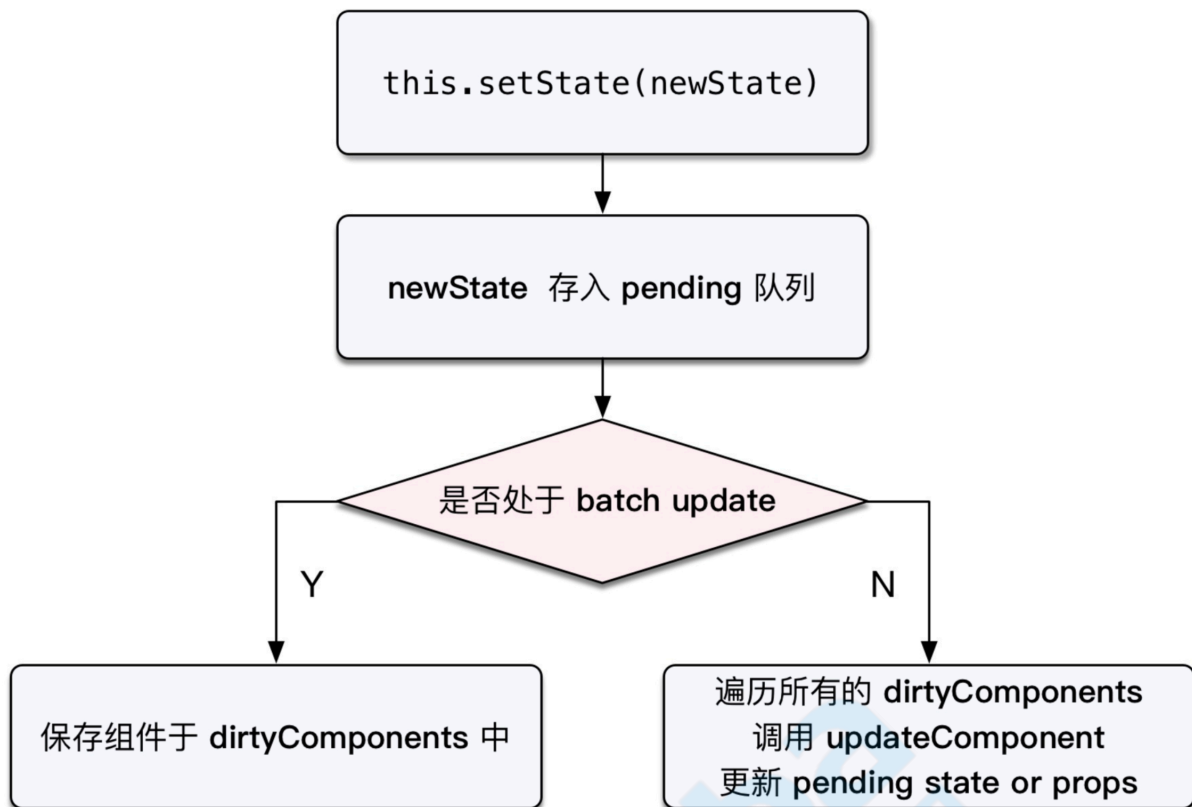 this.setState(newState)
newState 存入 pending 队列
是否处于 batch update
Y
N
保存组件于 dirtyComponents 中
遍历所有的 dirtyComponents
调用 updateComponent
更新 pending state or props